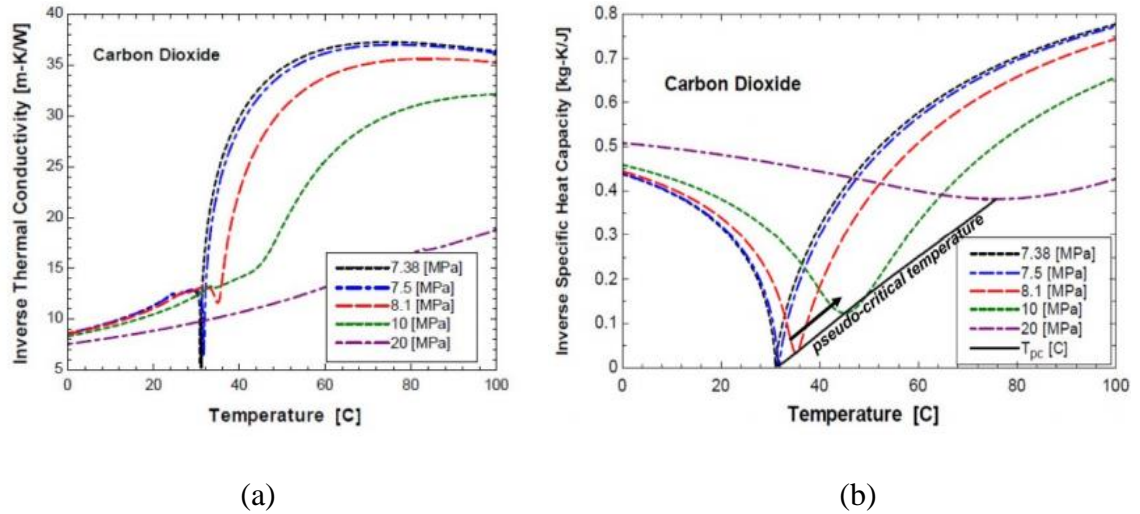 Inverse Thermal Conductivity [m-K/W]
40
35
30
25
20
15
10
5
Carbon Dioxide
7.38 [MPa]
7.5 [MPa]
8.1 [MPa]
10 [MPa]
20 [MPa]
0 20 40 60 80 100
Temperature [C]
(a)
Inverse Specific Heat Capacity [kg-K/J]
0.8
0.7
0.6
0.5
0.4
0.3
0.2
0.1
0
Carbon Dioxide
pseudo-critical temperature
7.38 [MPa]
7.5 [MPa]
8.1 [MPa]
10 [MPa]
20 [MPa]
Tpc [C]
0 20 40 60 80 100
Temperature [C]
(b)